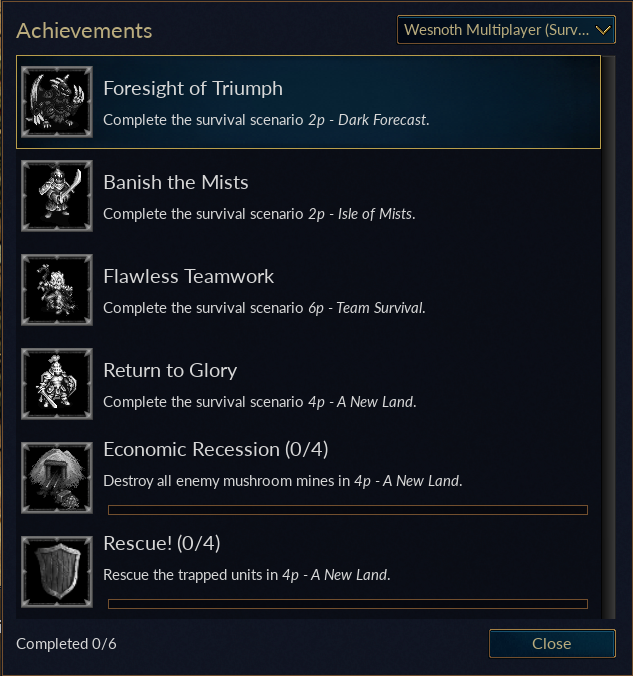 Achievements
Wesnoth Multiplayer (Surv...
Foresight of Triumph
Complete the survival scenario 2p - Dark Forecast.
Banish the Mists
Complete the survival scenario 2p - Isle of Mists.
Flawless Teamwork
Complete the survival scenario 6p - Team Survival.
Return to Glory
Complete the survival scenario 4p - A New Land.
Economic Recession (0/4)
Destroy all enemy mushroom mines in 4p - A New Land.
Rescue! (0/4)
Rescue the trapped units in 4p - A New Land.
Completed 0/6
Close